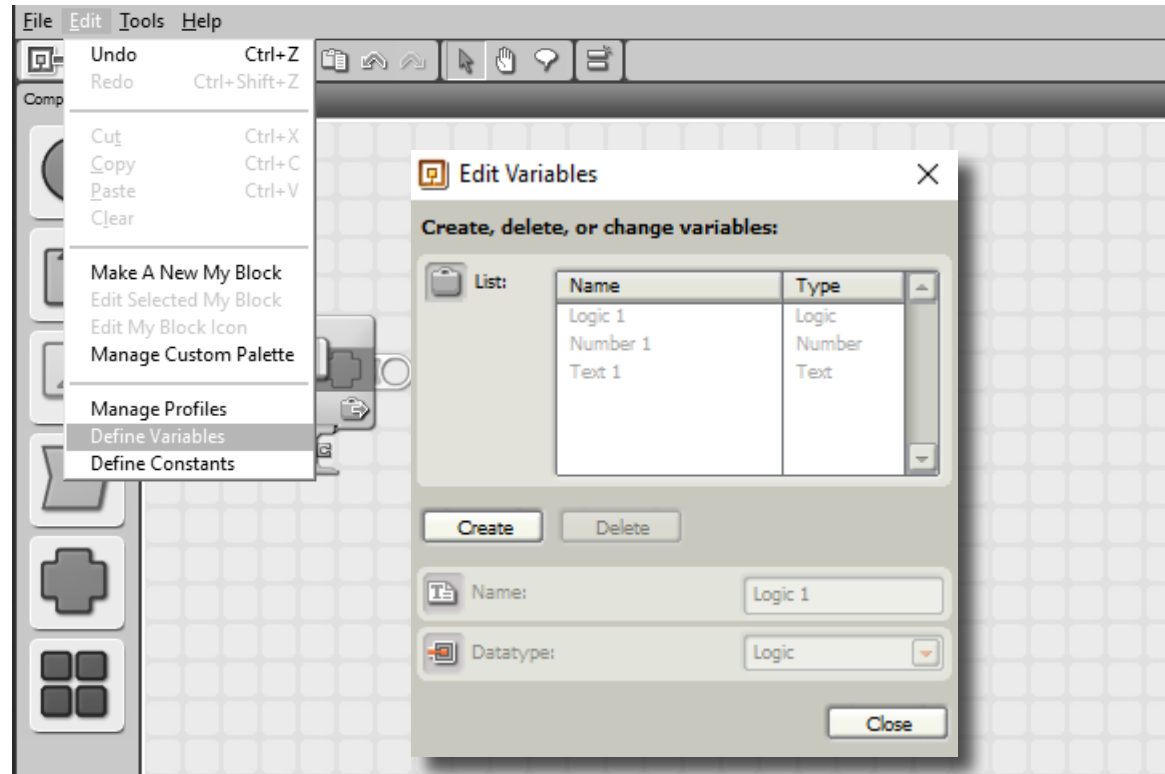 File Edit Tools Help
Undo Ctrl+Z
Redo Ctrl+Shift+Z
Comp
Cut Ctrl+X
Copy Ctrl+C
Paste Ctrl+V
Clear
Make A New My Block
Edit Selected My Block
Edit My Block Icon
Manage Custom Palette
Manage Profiles
Define Variables
Define Constants
C
Edit Variables
Create, delete, or change variables:
List:
Name Type
Logic 1 Logic
Number 1 Number
Text 1 Text
Create Delete
Name: Logic 1
Datatype: Logic
Close